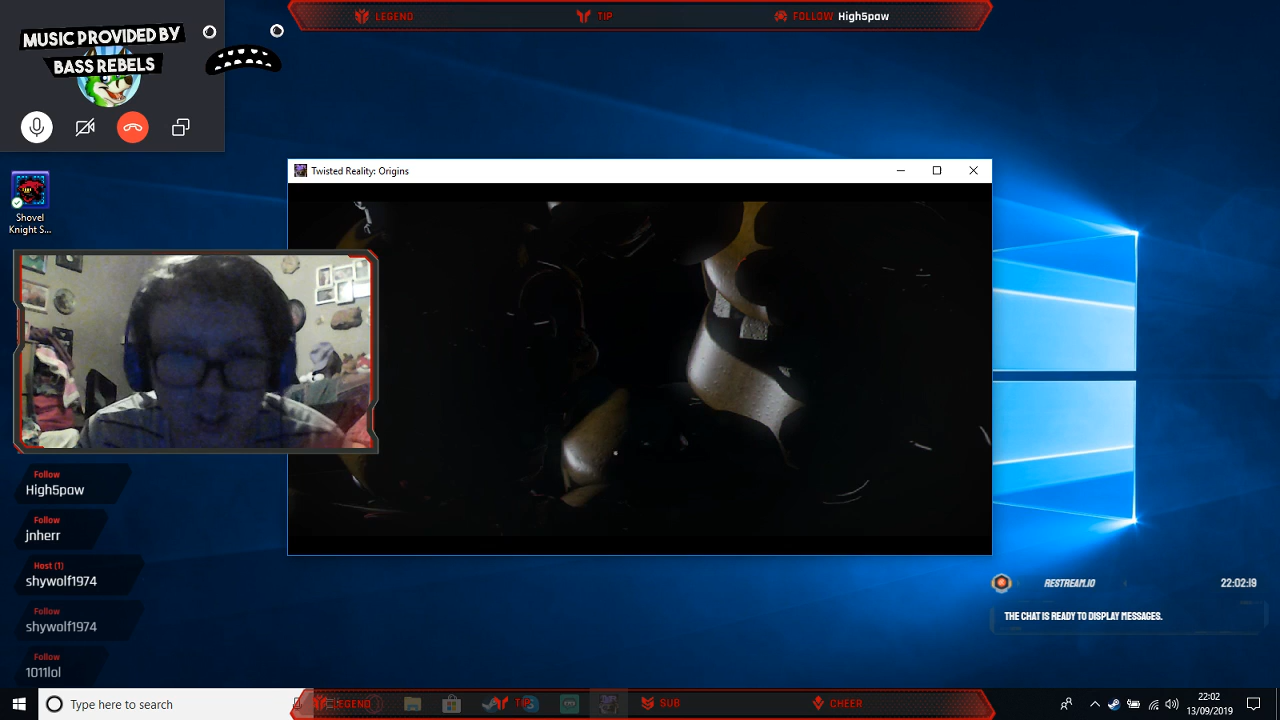 LEGEND
TIP
FOLLOW High5paw
MUSIC PROVIDED BY
BASS REBELS
Twisted Reality: Origins
Shovel
Knight S...
Follow
High5paw
Follow
jnherr
Host (1)
shywolf1974
Follow
shywolf1974
Follow
1011lol
RESTREAM.IO
22:02:19
THE CHAT IS READY TO DISPLAY MESSAGES.
Type here to search
LEGEND
TIP
SUB
CHEER
22:02
13/09/2019